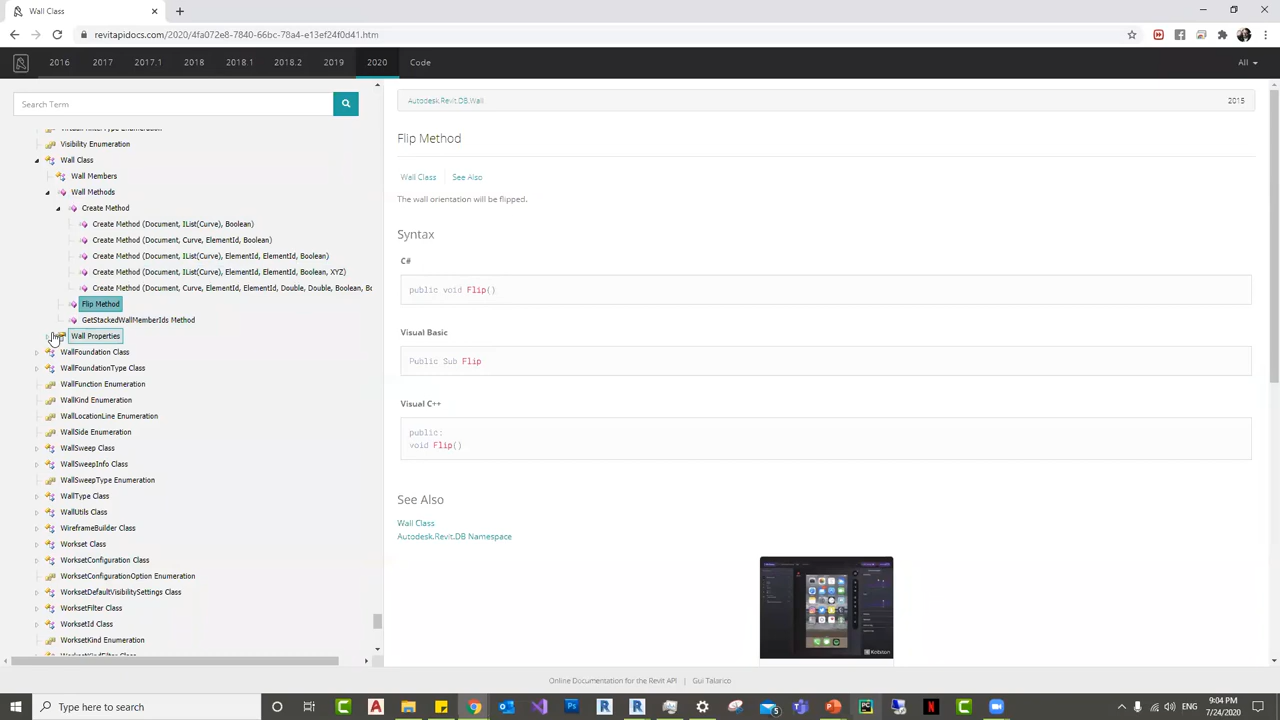 Wall Class
revitapidocs.com/2020/4fa072e8-7840-66bc-78a4-e13ef24f0d41.htm
2016 2017 2017.1 2018 2018.1 2018.2 2019 2020 Code All
Search Term
Visibility Enumeration
Wall Class
Wall Members
Wall Methods
Create Method
Create Method (Document, IList(Curve), Boolean)
Create Method (Document, Curve, ElementId, Boolean)
Create Method (Document, IList(Curve), ElementId, ElementId, Boolean)
Create Method (Document, IList(Curve), ElementId, ElementId, Boolean, XYZ)
Create Method (Document, Curve, ElementId, ElementId, Double, Double, Boolean, Bo
Flip Method
GetStackedWallMemberIds Method
Wall Properties
WallFoundation Class
WallFoundationType Class
WallFunction Enumeration
WallKind Enumeration
WallLocationLine Enumeration
WallSide Enumeration
WallSweep Class
WallSweepInfo Class
WallSweepType Enumeration
WallType Class
WallUtils Class
WireframeBuilder Class
Workset Class
WorksetConfiguration Class
WorksetConfigurationOption Enumeration
WorksetDefaultVisibilitySettings Class
WorksetFilter Class
WorksetId Class
WorksetKind Enumeration
Autodesk.Revit.DB.Wall 2015
Flip Method
Wall Class See Also
The wall orientation will be flipped.
Syntax
C#
public void Flip()
Visual Basic
Public Sub Flip
Visual C++
public:
void Flip()
See Also
Wall Class
Autodesk.Revit.DB Namespace
Kobiton
Online Documentation for the Revit API | Gui Talarico
Type here to search
ENG
9:04 PM
7/24/2020